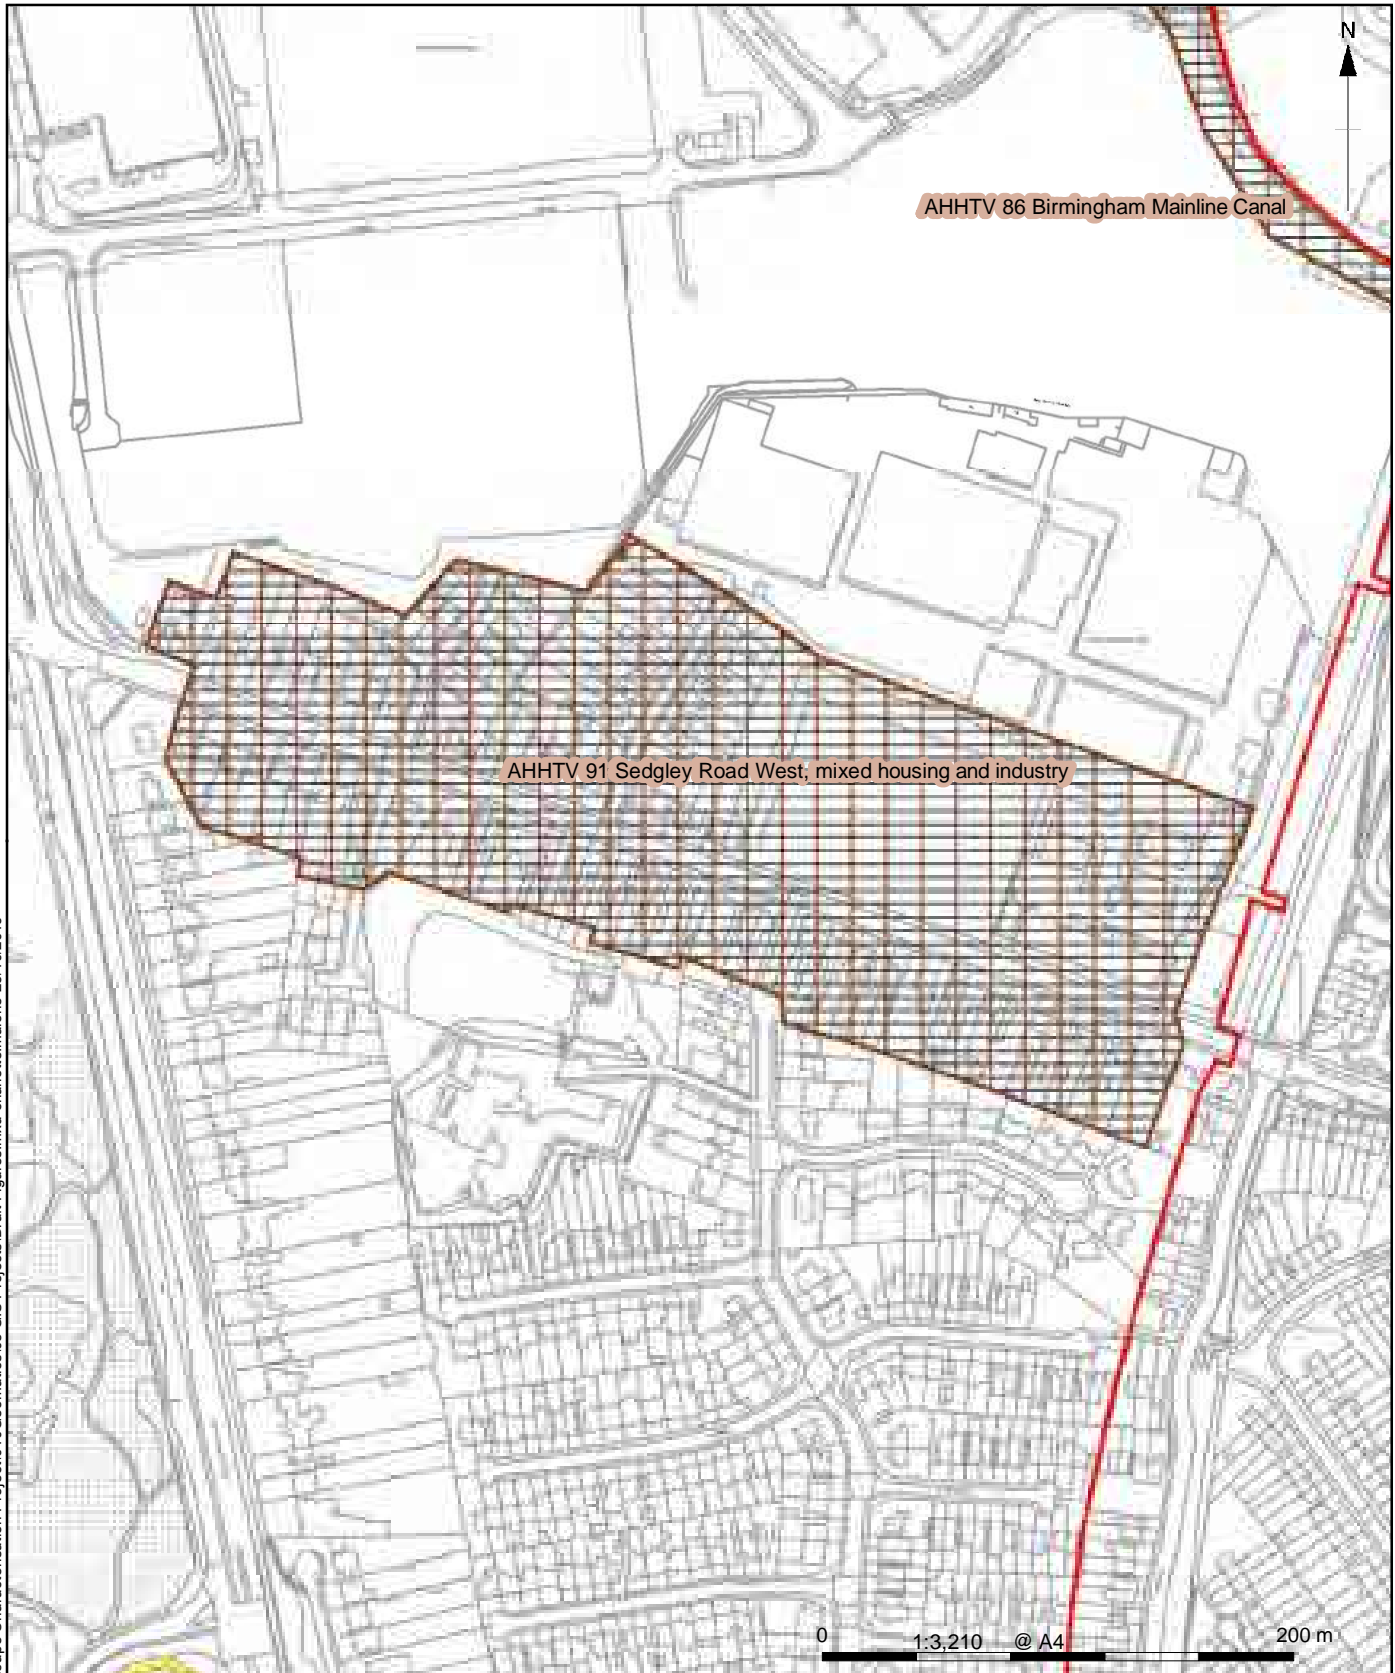 N
AHHTV 86 Birmingham Mainline Canal
AHHTV 91 Sedgley Road West, mixed housing and industry
0
1:3,210 @ A4
200 m